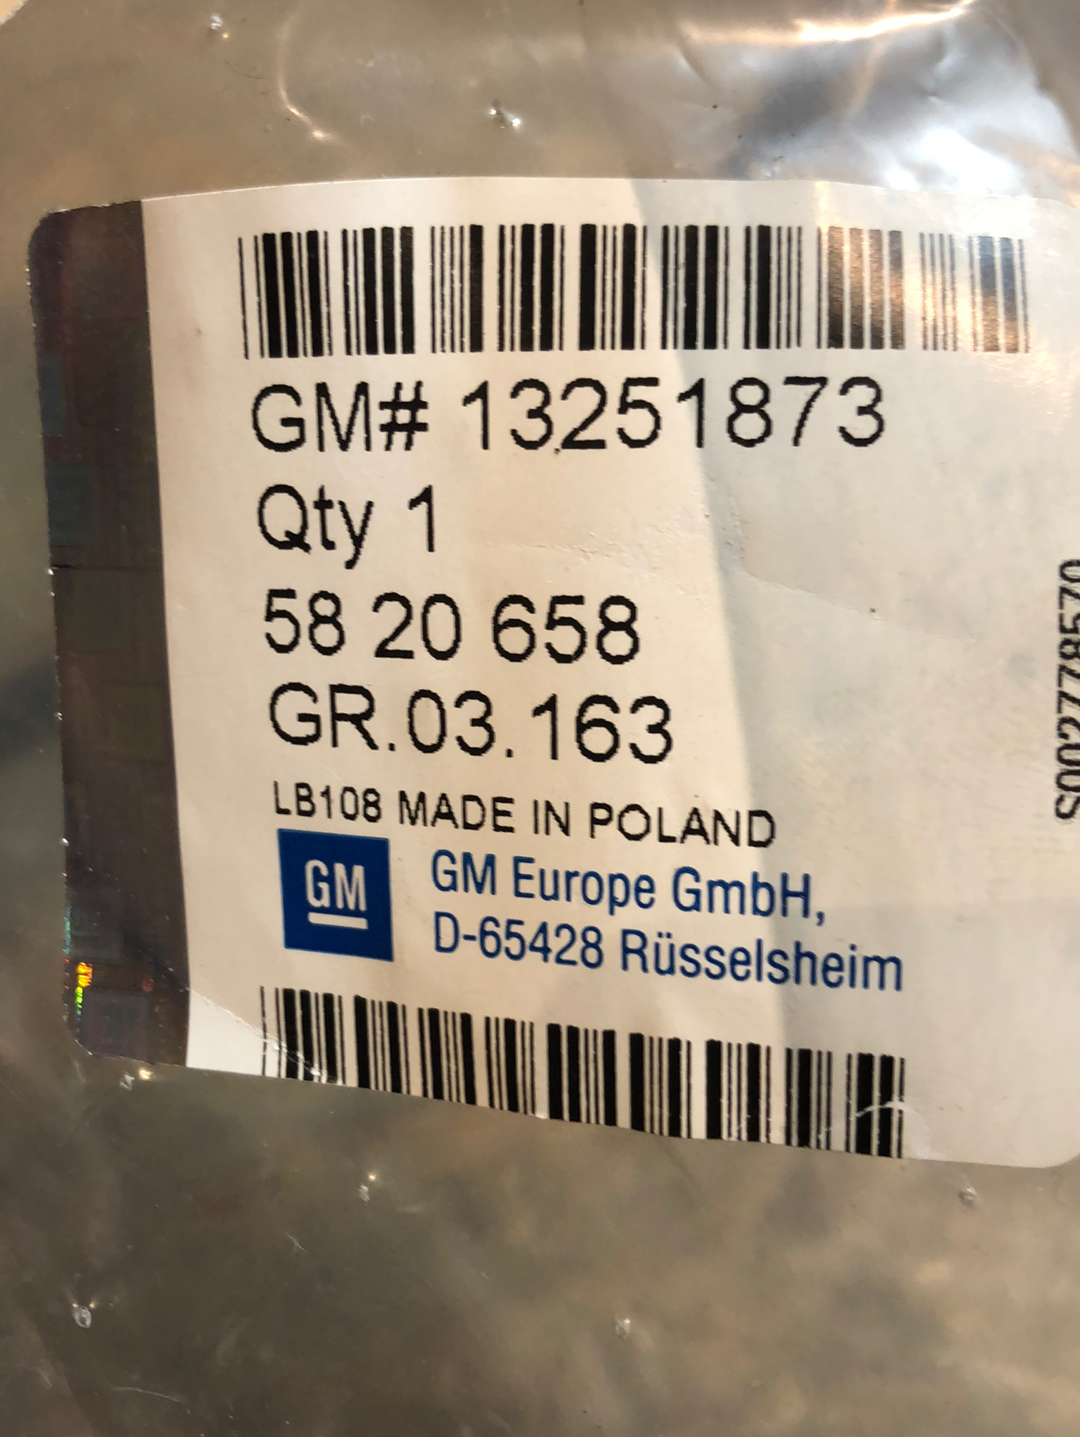 GM# 13251873
Qty 1
58 20 658
GR.03.163
LB108 MADE IN POLAND
GM
GM Europe GmbH,
D-65428 Rüsselsheim